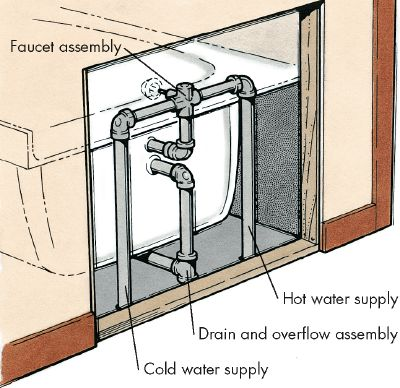 Faucet assembly
Hot water supply
Drain and overflow assembly
Cold water supply